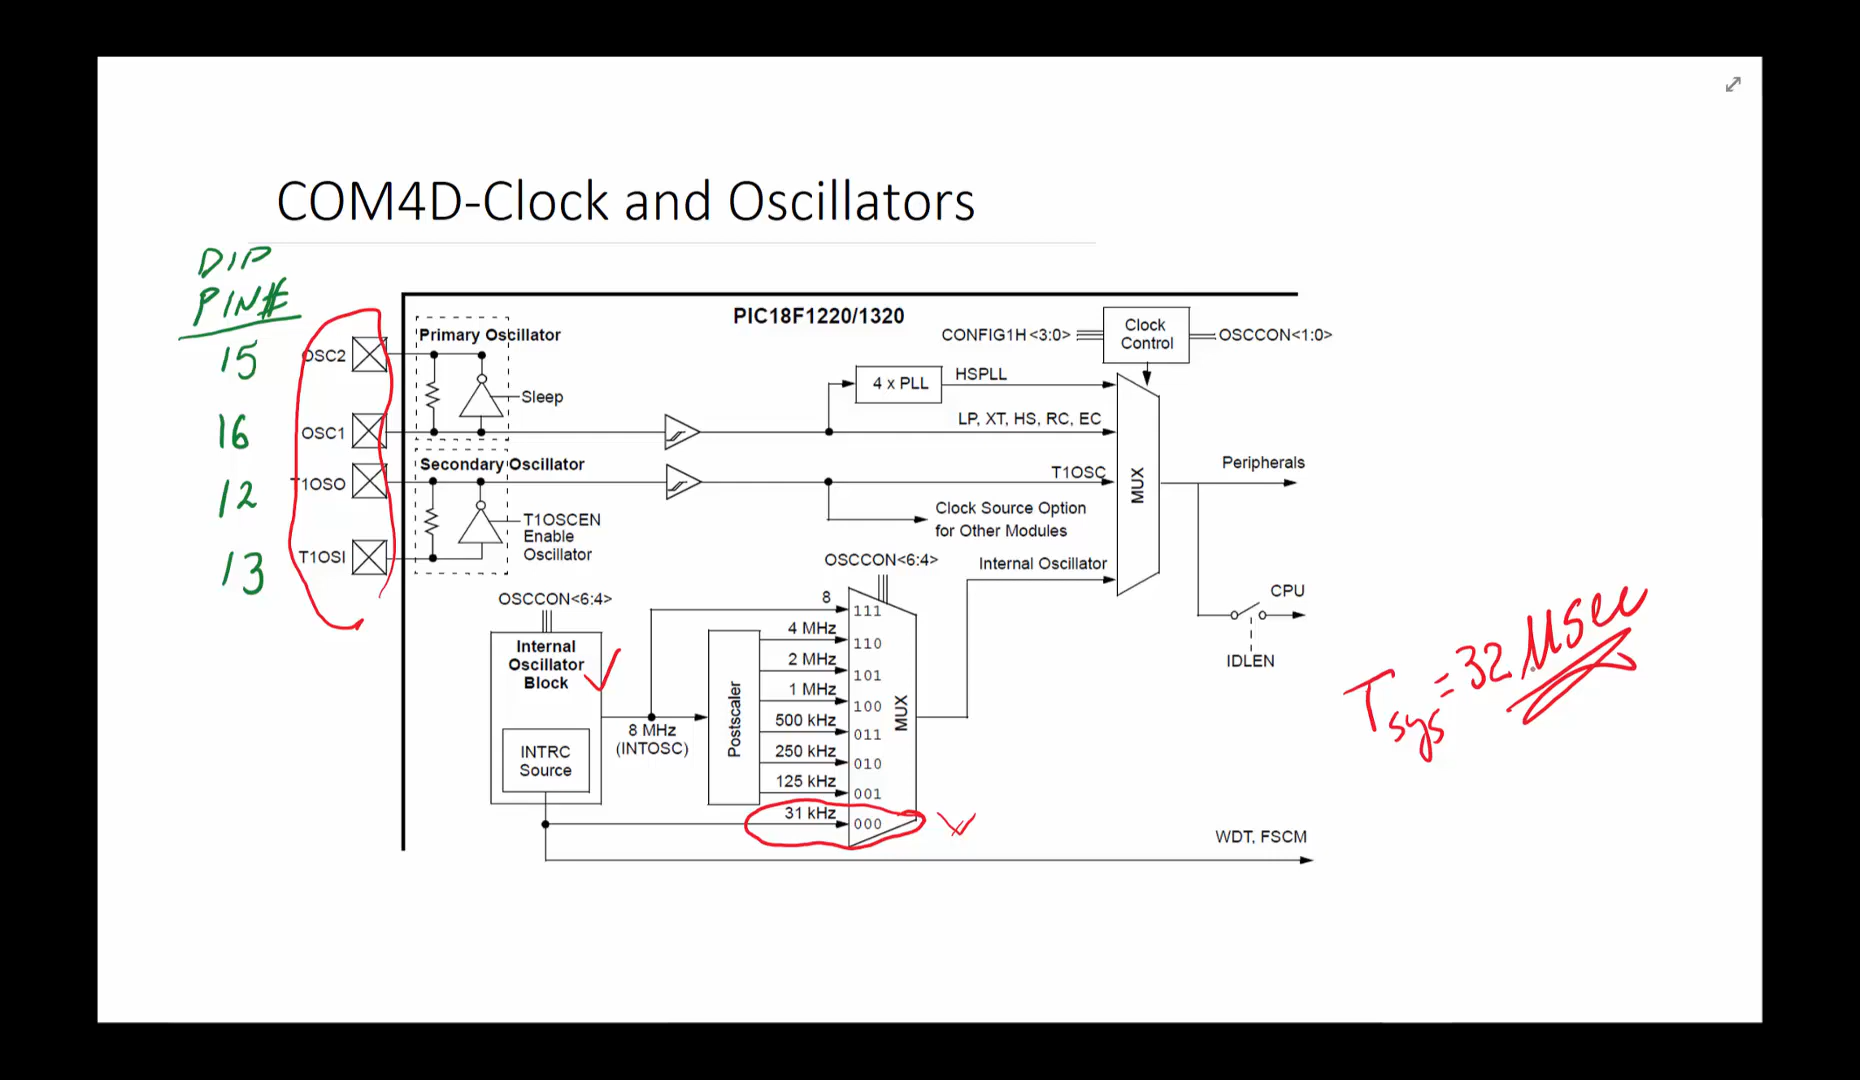 COM4D-Clock and Oscillators
DIP
PIN#
15
16
12
13
PIC18F1220/1320
OSC2
OSC1
T1OSO
T1OSI
Primary Oscillator
Sleep
Secondary Oscillator
T1OSCEN
Enable
Oscillator
CONFIG1H <3:0>
Clock
Control
OSCCON<1:0>
4 x PLL
HSPLL
LP, XT, HS, RC, EC
T1OSC
Clock Source Option
for Other Modules
MUX
Peripherals
OSCCON<6:4>
Internal Oscillator
CPU
IDLEN
OSCCON<6:4>
Internal
Oscillator
Block
INTRC
Source
8 MHz
(INTOSC)
Postscaler
8 111
4 MHz 110
2 MHz 101
1 MHz 100
500 kHz 011
250 kHz 010
125 kHz 001
31 kHz 000
MUX
WDT, FSCM
Tsys = 32 μsec